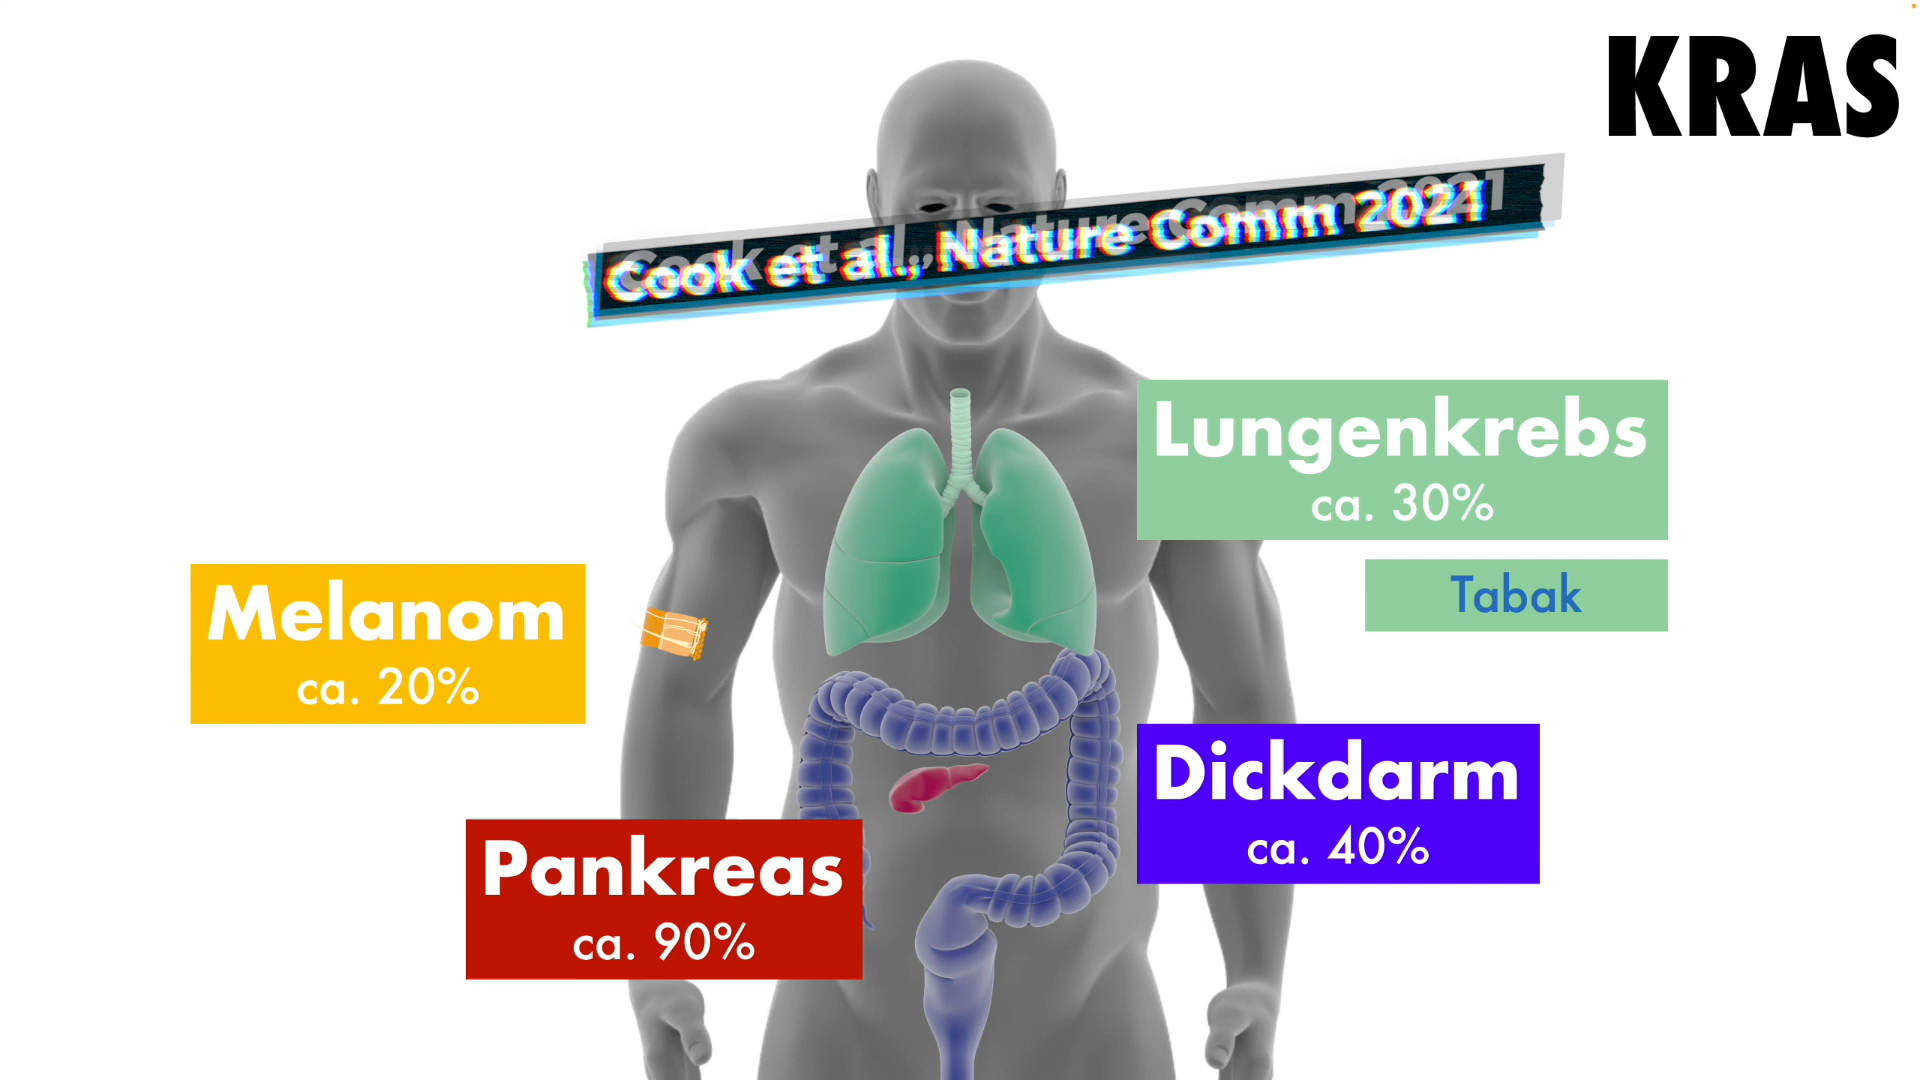 KRAS
Cook et al., Nature Comm 2021
Lungenkrebs
ca. 30%
Tabak
Melanom
ca. 20%
Dickdarm
ca. 40%
Pankreas
ca. 90%